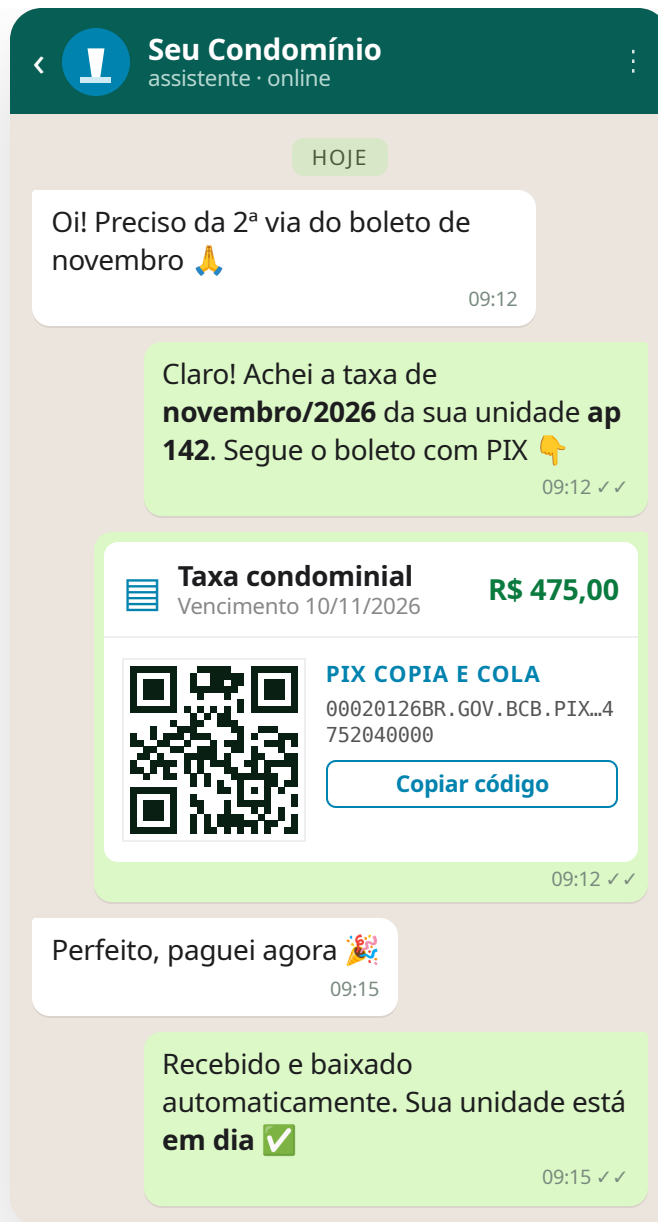 Seu Condomínio
assistente · online
HOJE
Oi! Preciso da 2ª via do boleto de
novembro 🙏
09:12
Claro! Achei a taxa de
novembro/2026 da sua unidade ap
142. Segue o boleto com PIX 👇
09:12 ✓✓
Taxa condominial
Vencimento 10/11/2026
R$ 475,00
PIX COPIA E COLA
00020126BR.GOV.BCB.PIX…4
752040000
Copiar código
09:12 ✓✓
Perfeito, paguei agora 🎉
09:15
Recebido e baixado
automaticamente. Sua unidade está
em dia ✅
09:15 ✓✓